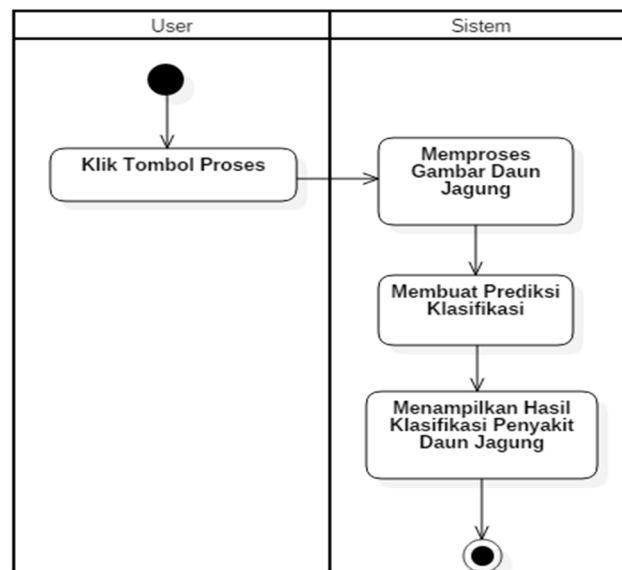 User
Sistem
Klik Tombol Proses
Memproses
Gambar Daun
Jagung
Membuat Prediksi
Klasifikasi
Menampilkan Hasil
Klasifikasi Penyakit
Daun Jagung